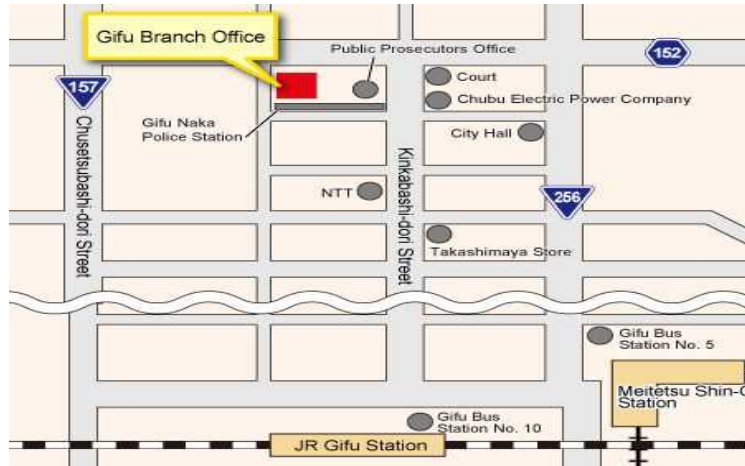 Gifu Branch Office
Public Prosecutors Office
152
157
Court
Chubu Electric Power Company
Gifu Naka
Police Station
City Hall
Chusetsubashi-dori Street
Kinkabashi-dori Street
NTT
256
Takashimaya Store
Gifu Bus
Station No. 5
Meitetsu Shin-
Station
Gifu Bus
Station No. 10
JR Gifu Station